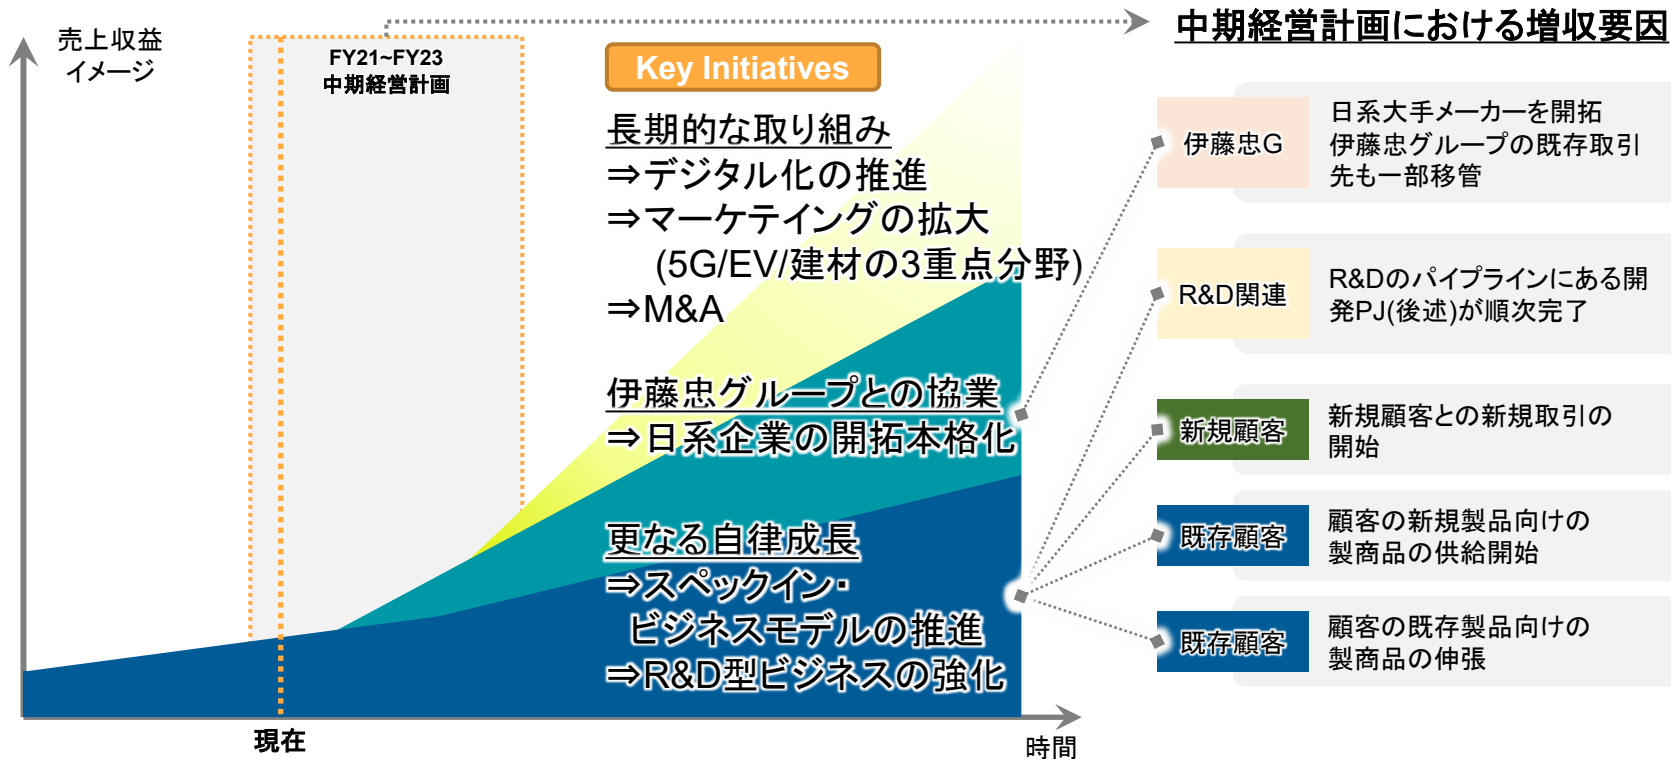 売上収益
イメージ
FY21~FY23
中期経営計画
Key Initiatives
長期的な取り組み
⇒デジタル化の推進
⇒マーケテイングの拡大
(5G/EV/建材の3重点分野)
⇒M&A
伊藤忠グループとの協業
⇒日系企業の開拓本格化
更なる自律成長
⇒スペックイン・
ビジネスモデルの推進
⇒R&D型ビジネスの強化
現在
時間
中期経営計画における増収要因
伊藤忠G
日系大手メーカーを開拓
伊藤忠グループの既存取引
先も一部移管
R&D関連
R&Dのパイプラインにある開
発PJ(後述)が順次完了
新規顧客
新規顧客との新規取引の
開始
既存顧客
顧客の新規製品向けの
製商品の供給開始
既存顧客
顧客の既存製品向けの
製商品の伸張